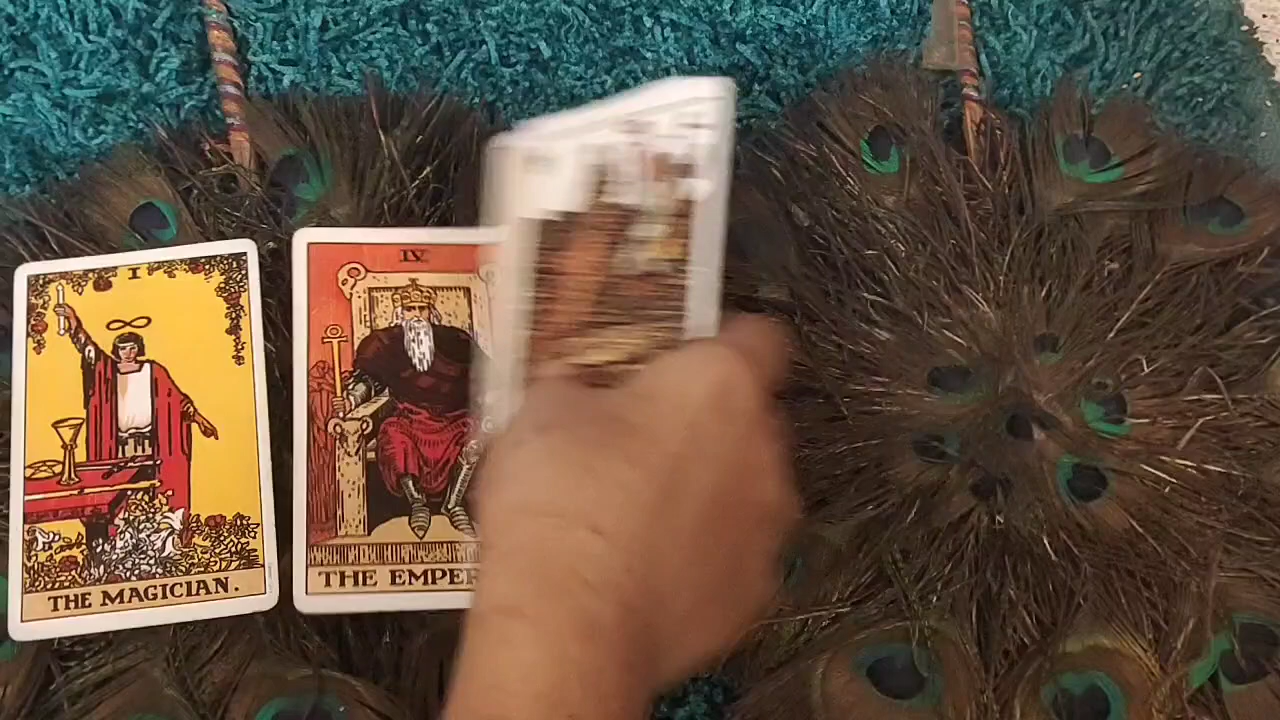 I
THE MAGICIAN.
IV
THE EMPER